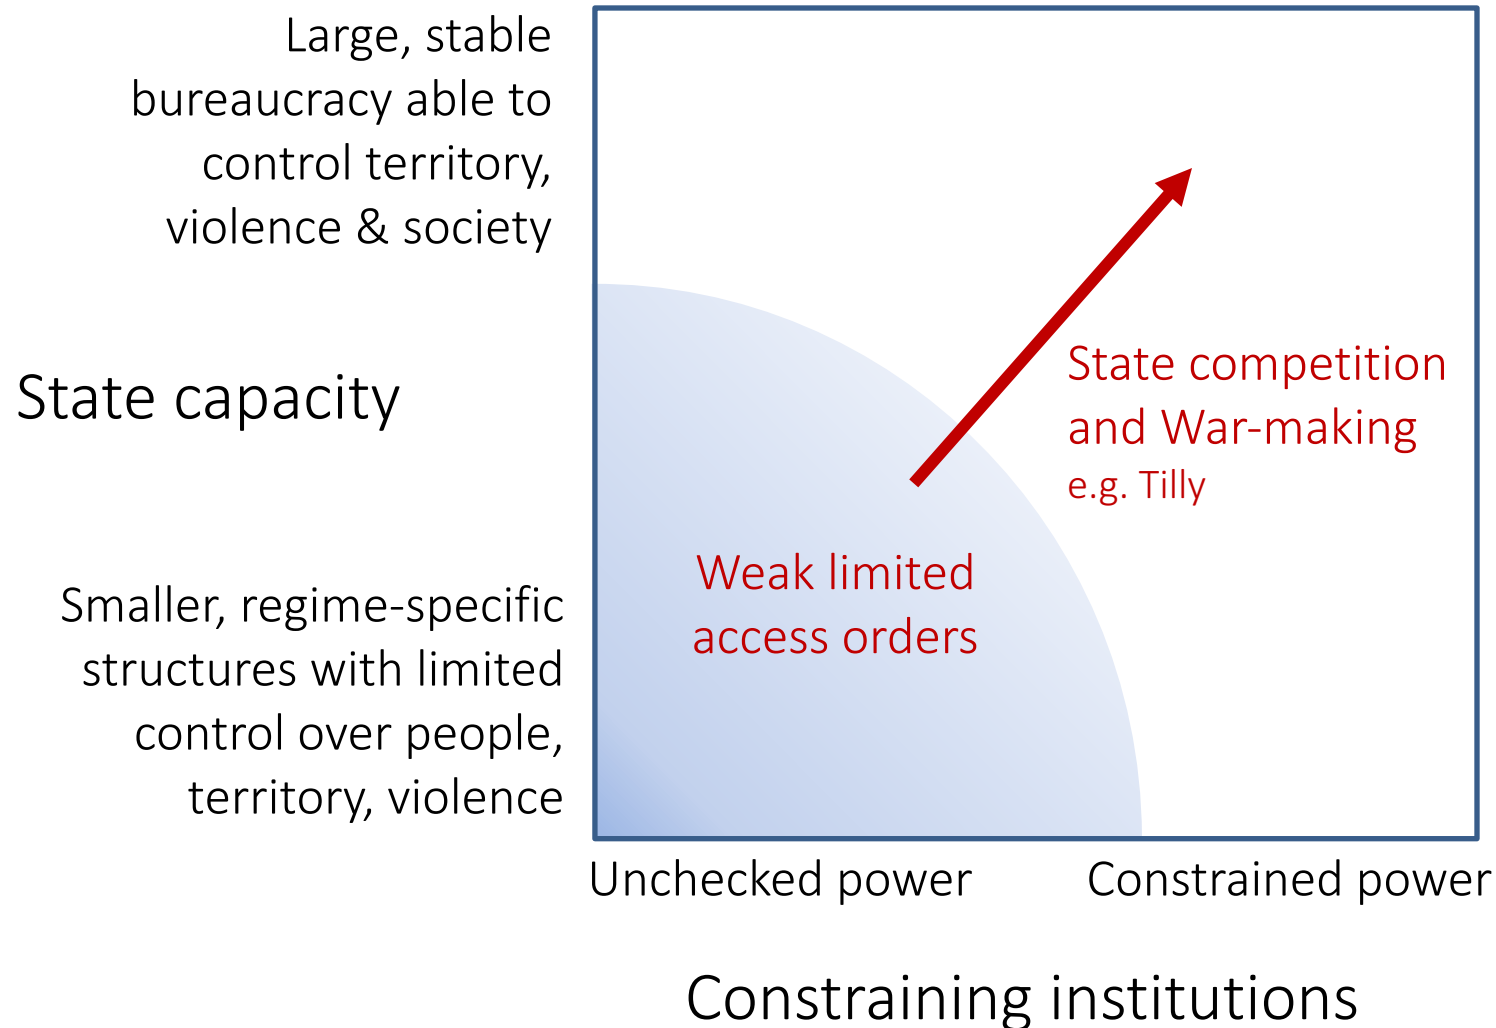 Large, stable
bureaucracy able to
control territory,
violence & society
State capacity
Smaller, regime-specific
structures with limited
control over people,
territory, violence
State competition
and War-making
e.g. Tilly
Weak limited
access orders
Unchecked power
Constrained power
Constraining institutions